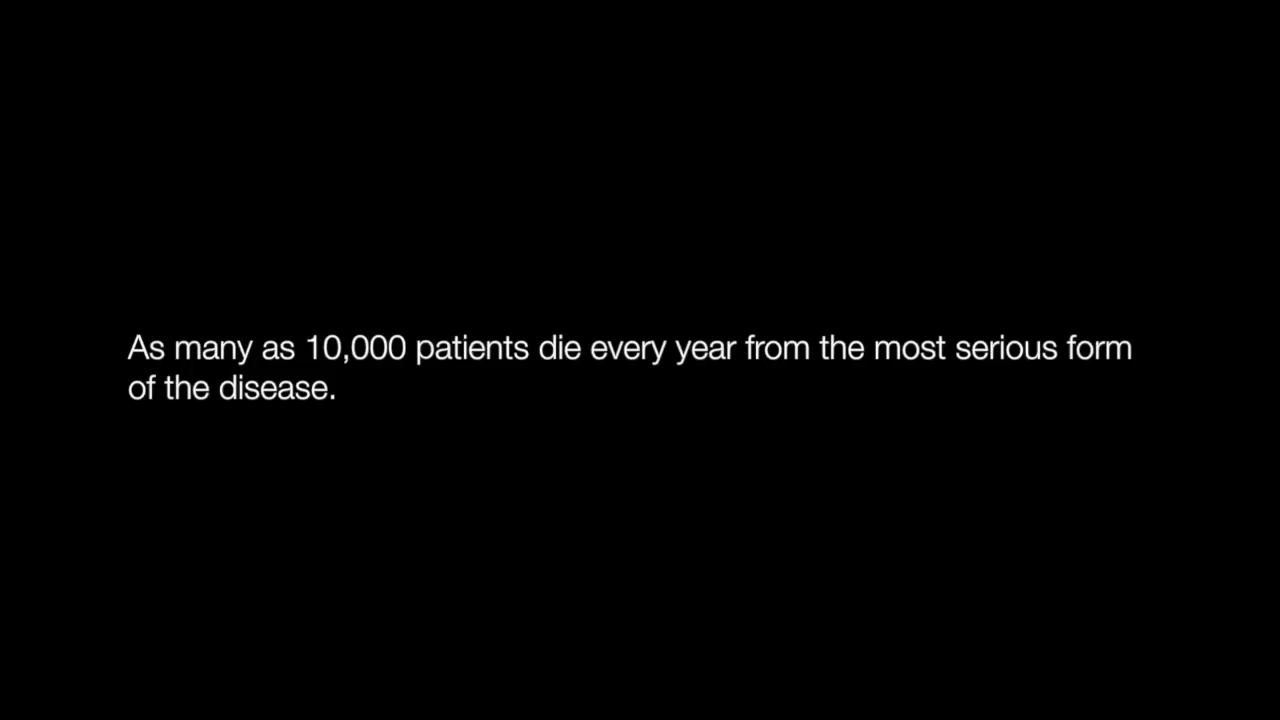 As many as 10,000 patients die every year from the most serious form
of the disease.